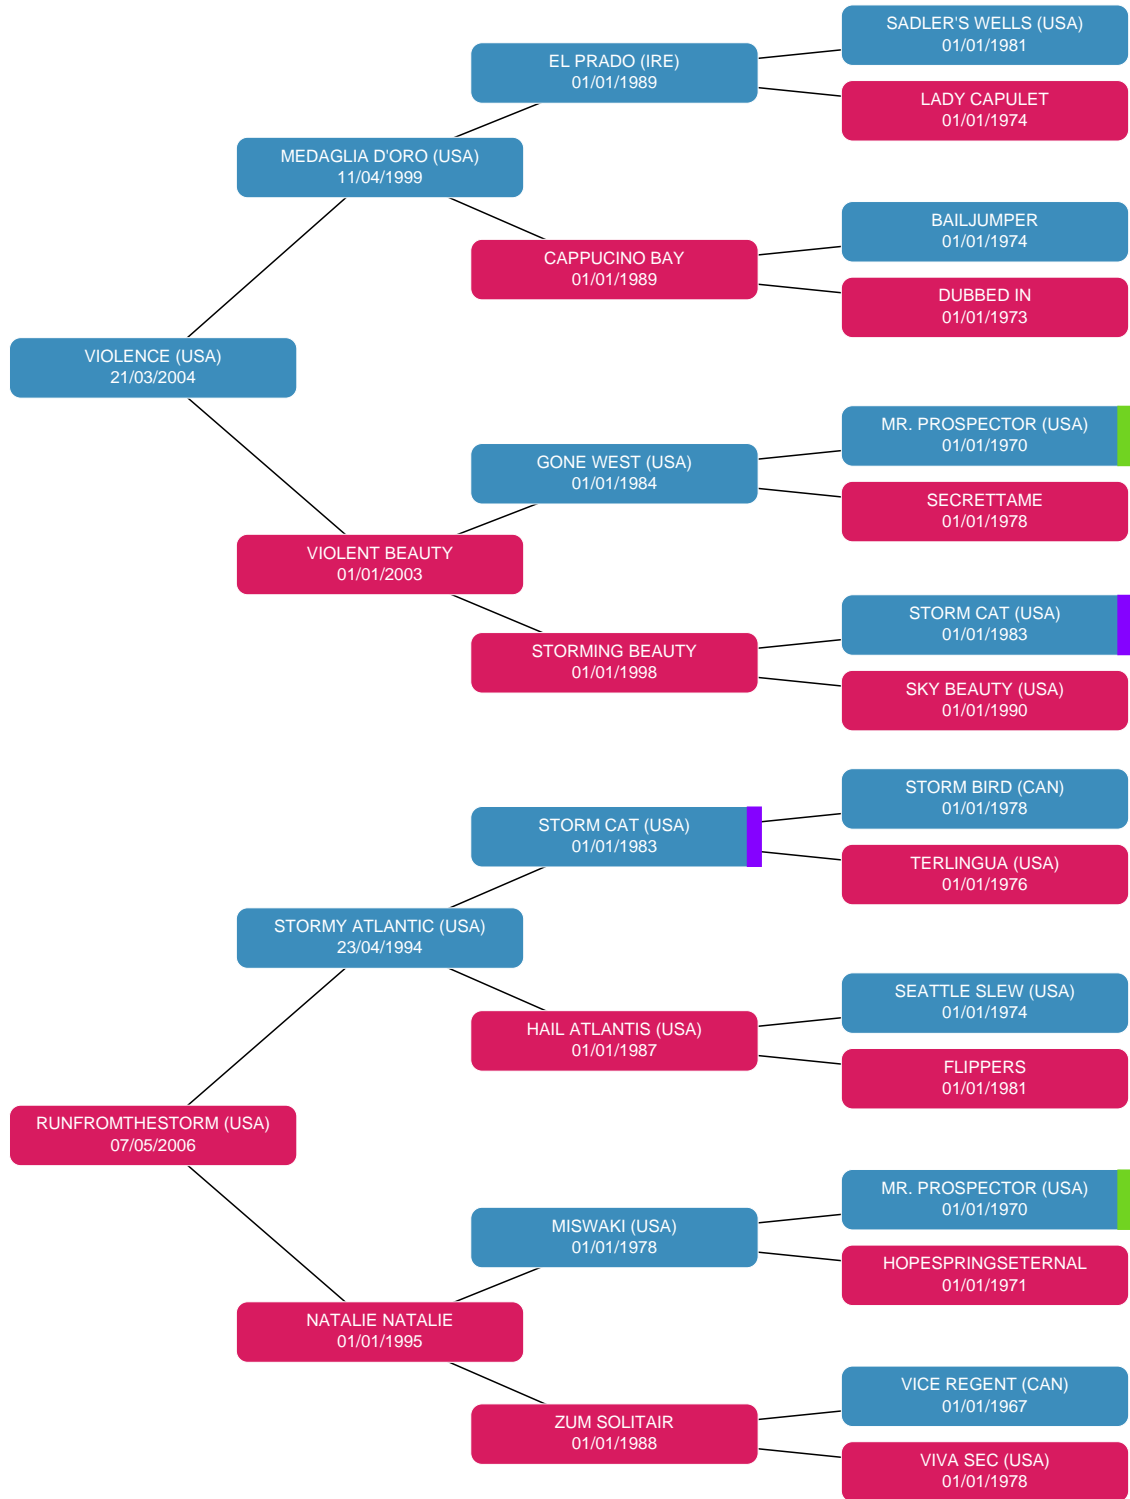 SADLER'S WELLS (USA)
01/01/1981
EL PRADO (IRE)
01/01/1989
LADY CAPULET
01/01/1974
MEDAGLIA D'ORO (USA)
11/04/1999
BAILJUMPER
01/01/1974
CAPPUCINO BAY
01/01/1989
DUBBED IN
01/01/1973
VIOLENCE (USA)
21/03/2004
MR. PROSPECTOR (USA)
01/01/1970
GONE WEST (USA)
01/01/1984
SECRETTAME
01/01/1978
VIOLENT BEAUTY
01/01/2003
STORM CAT (USA)
01/01/1983
STORMING BEAUTY
01/01/1998
SKY BEAUTY (USA)
01/01/1990
STORM BIRD (CAN)
01/01/1978
STORM CAT (USA)
01/01/1983
TERLINGUA (USA)
01/01/1976
STORMY ATLANTIC (USA)
23/04/1994
SEATTLE SLEW (USA)
01/01/1974
HAIL ATLANTIS (USA)
01/01/1987
FLIPPERS
01/01/1981
RUNFROMTHESTORM (USA)
07/05/2006
MR. PROSPECTOR (USA)
01/01/1970
MISWAKI (USA)
01/01/1978
HOPESPRINGSETERNAL
01/01/1971
NATALIE NATALIE
01/01/1995
VICE REGENT (CAN)
01/01/1967
ZUM SOLITAIR
01/01/1988
VIVA SEC (USA)
01/01/1978